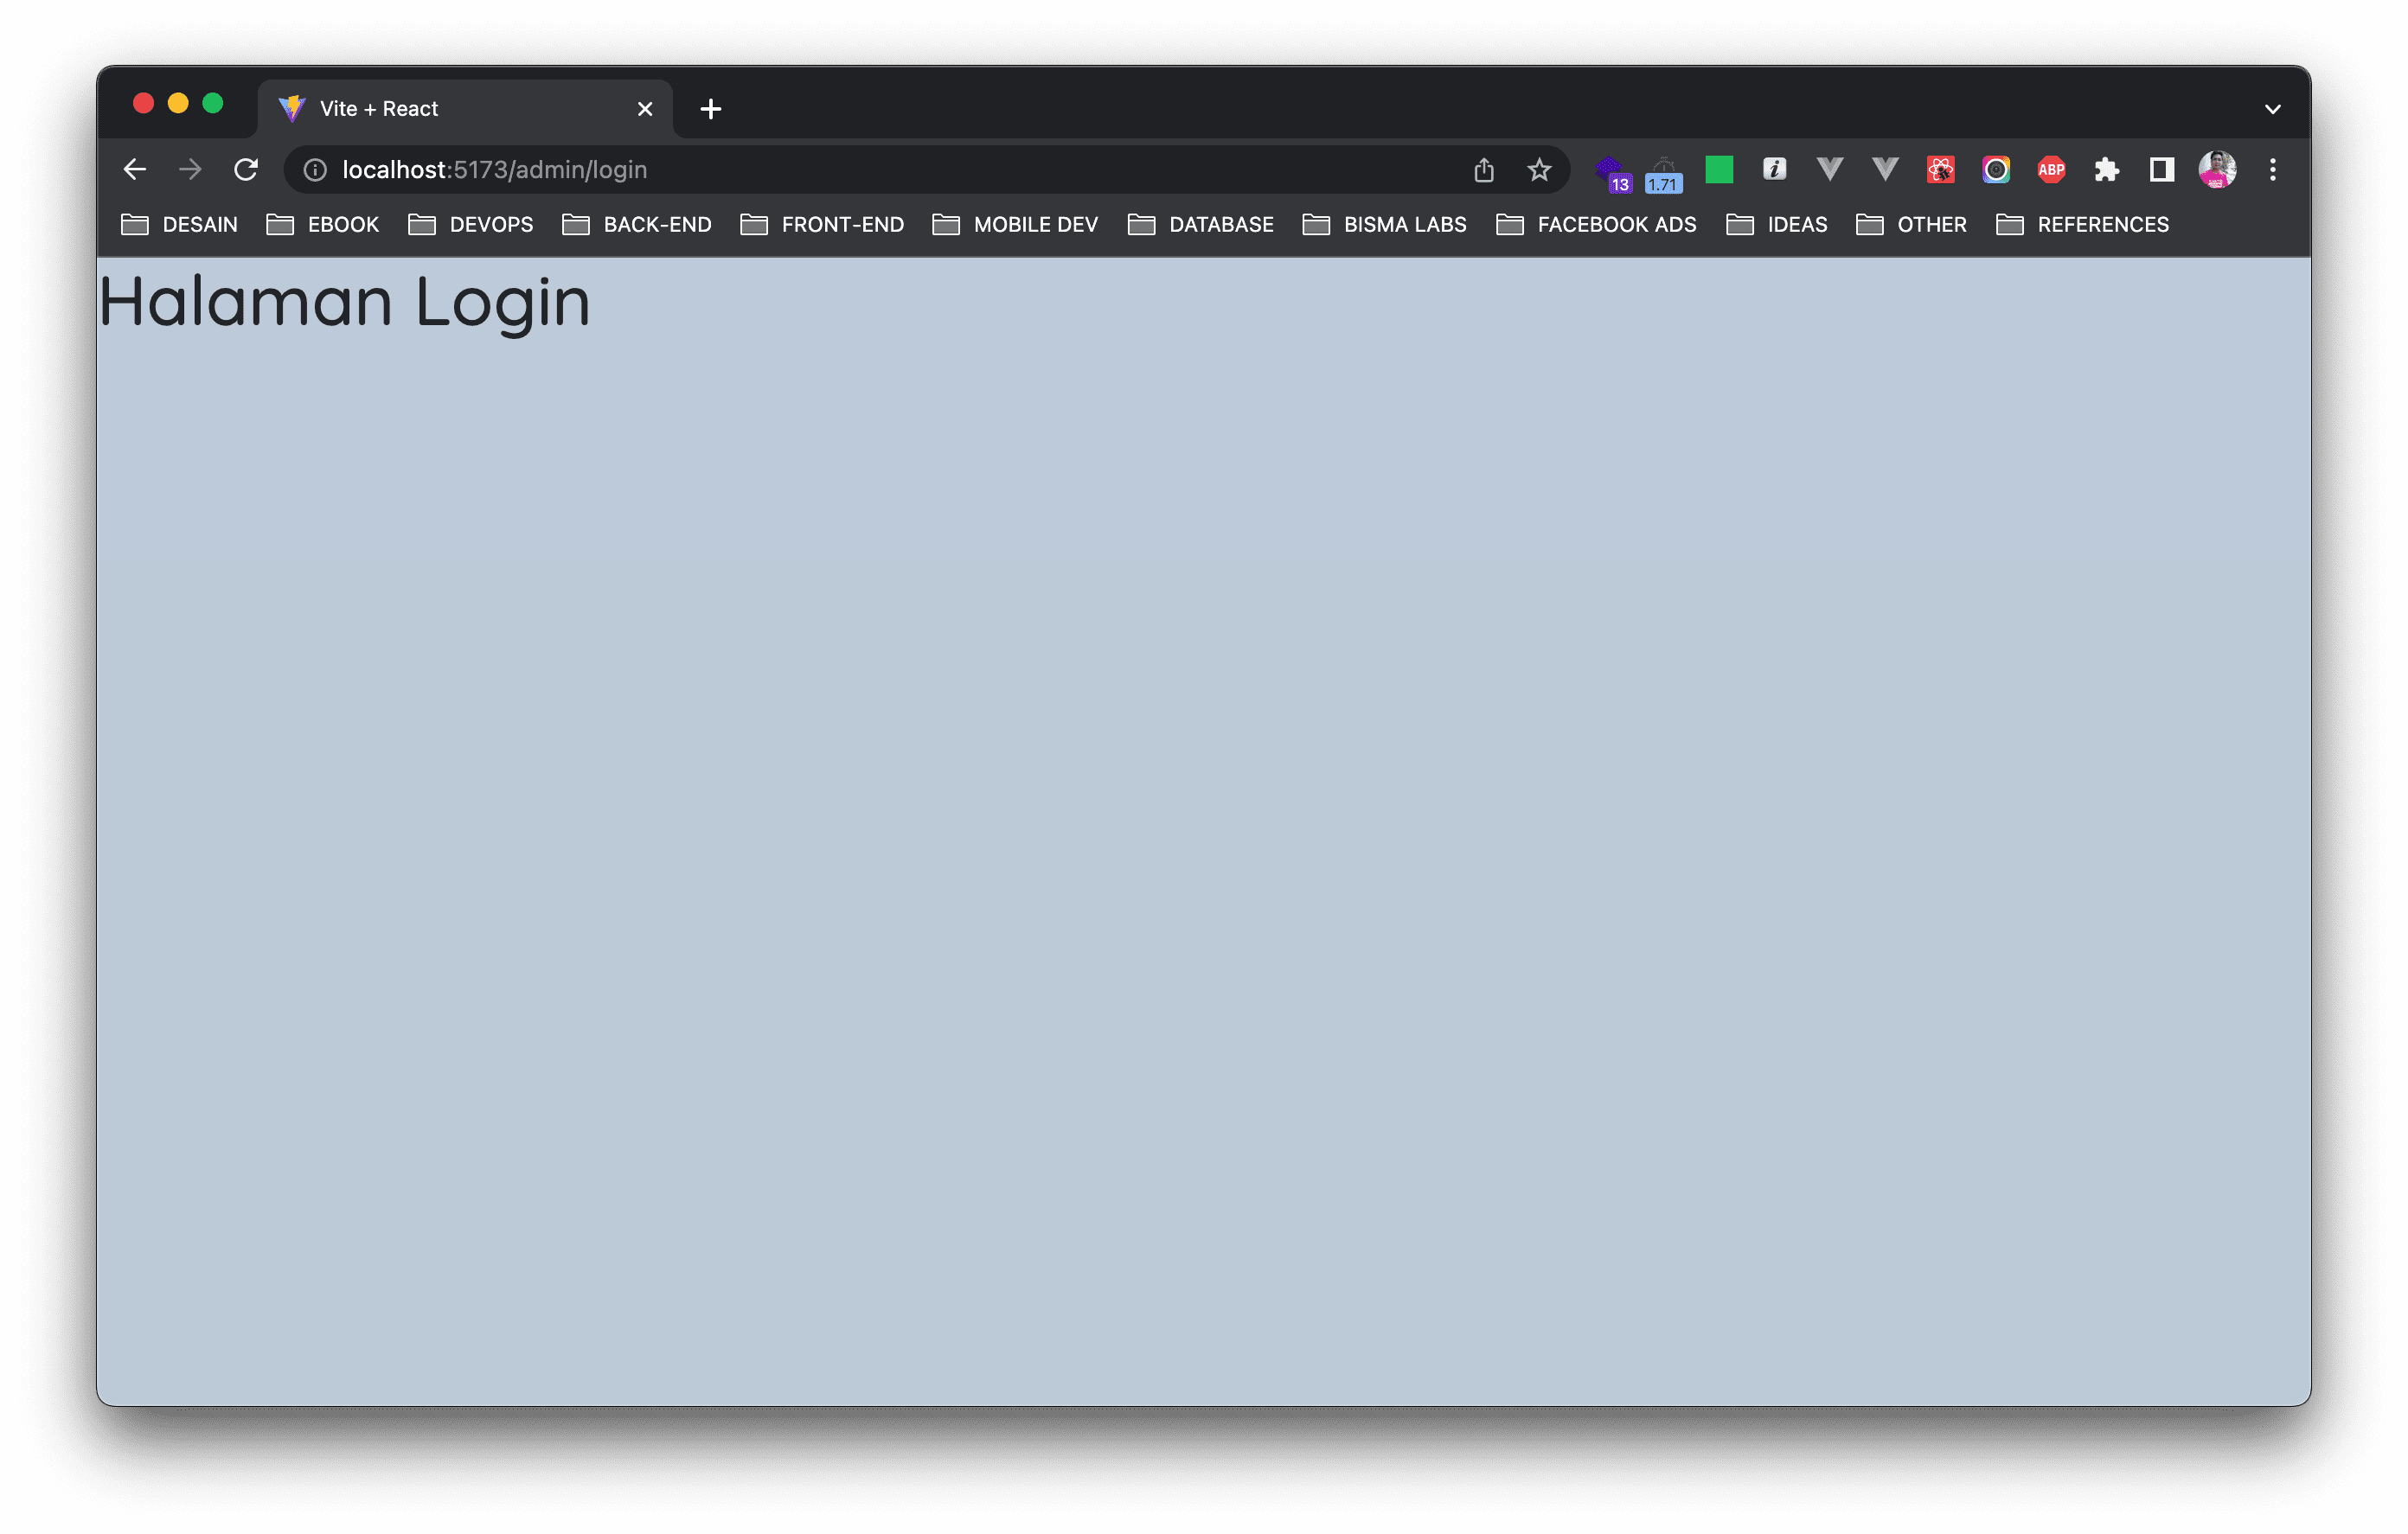 Vite + React
localhost:5173/admin/login
13
1.71
ABP
DESAIN EBOOK DEVOPS BACK-END FRONT-END MOBILE DEV DATABASE BISMA LABS FACEBOOK ADS IDEAS OTHER REFERENCES
Halaman Login